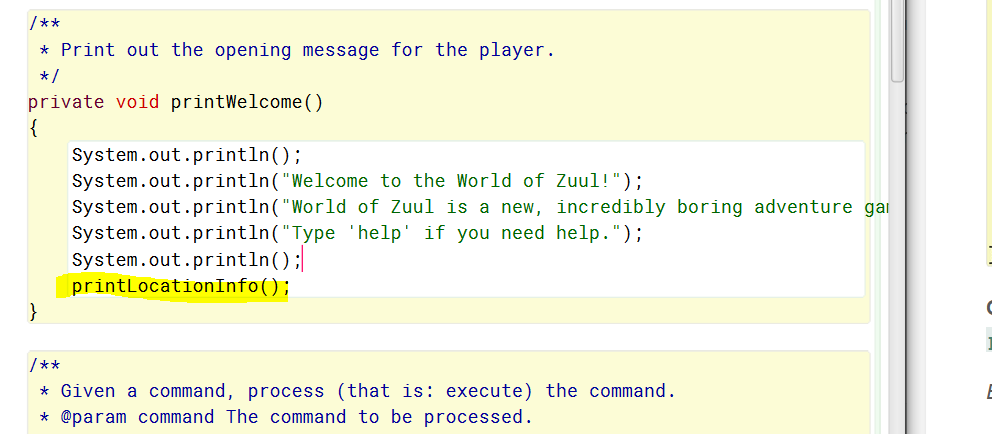 /**
 * Print out the opening message for the player.
 */
private void printWelcome()
{
    System.out.println();
    System.out.println("Welcome to the World of Zuul!");
    System.out.println("World of Zuul is a new, incredibly boring adventure
    System.out.println("Type 'help' if you need help.");
    System.out.println();
    printLocationInfo();
}
/**
 * Given a command, process (that is: execute) the command.
 * @param command The command to be processed.